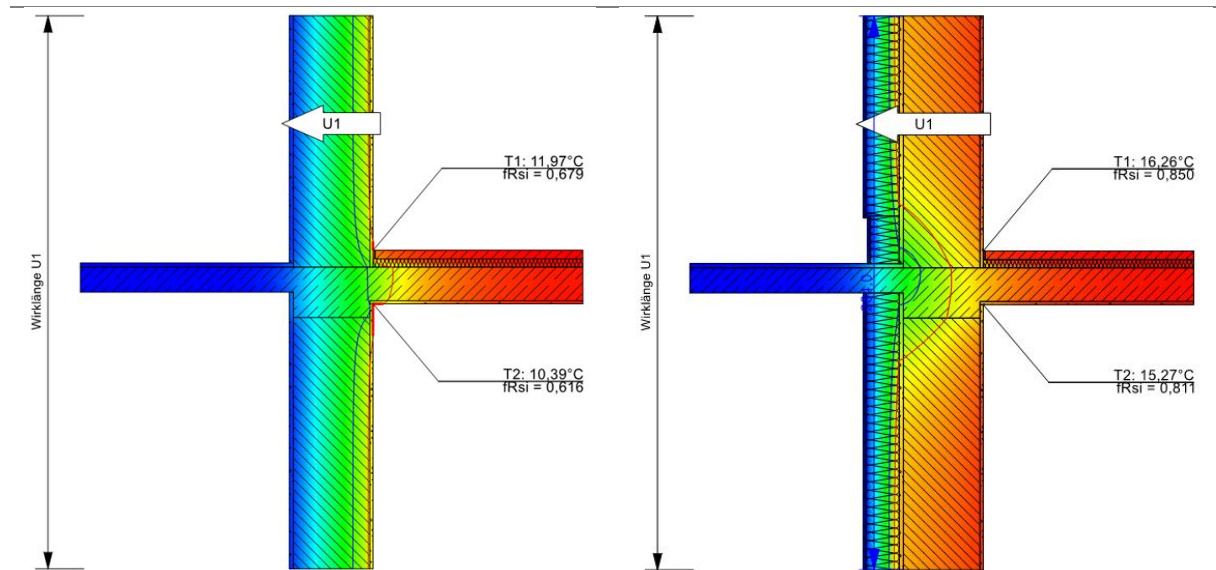 Wirklänge U1
U1
T1: 11,97°C
fRsi = 0,679
T2: 10,39°C
fRsi = 0,616
Wirklänge U1
U1
T1: 16,26°C
fRsi = 0,850
T2: 15,27°C
fRsi = 0,811